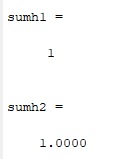 sumh1 =
1
sumh2 =
1.0000